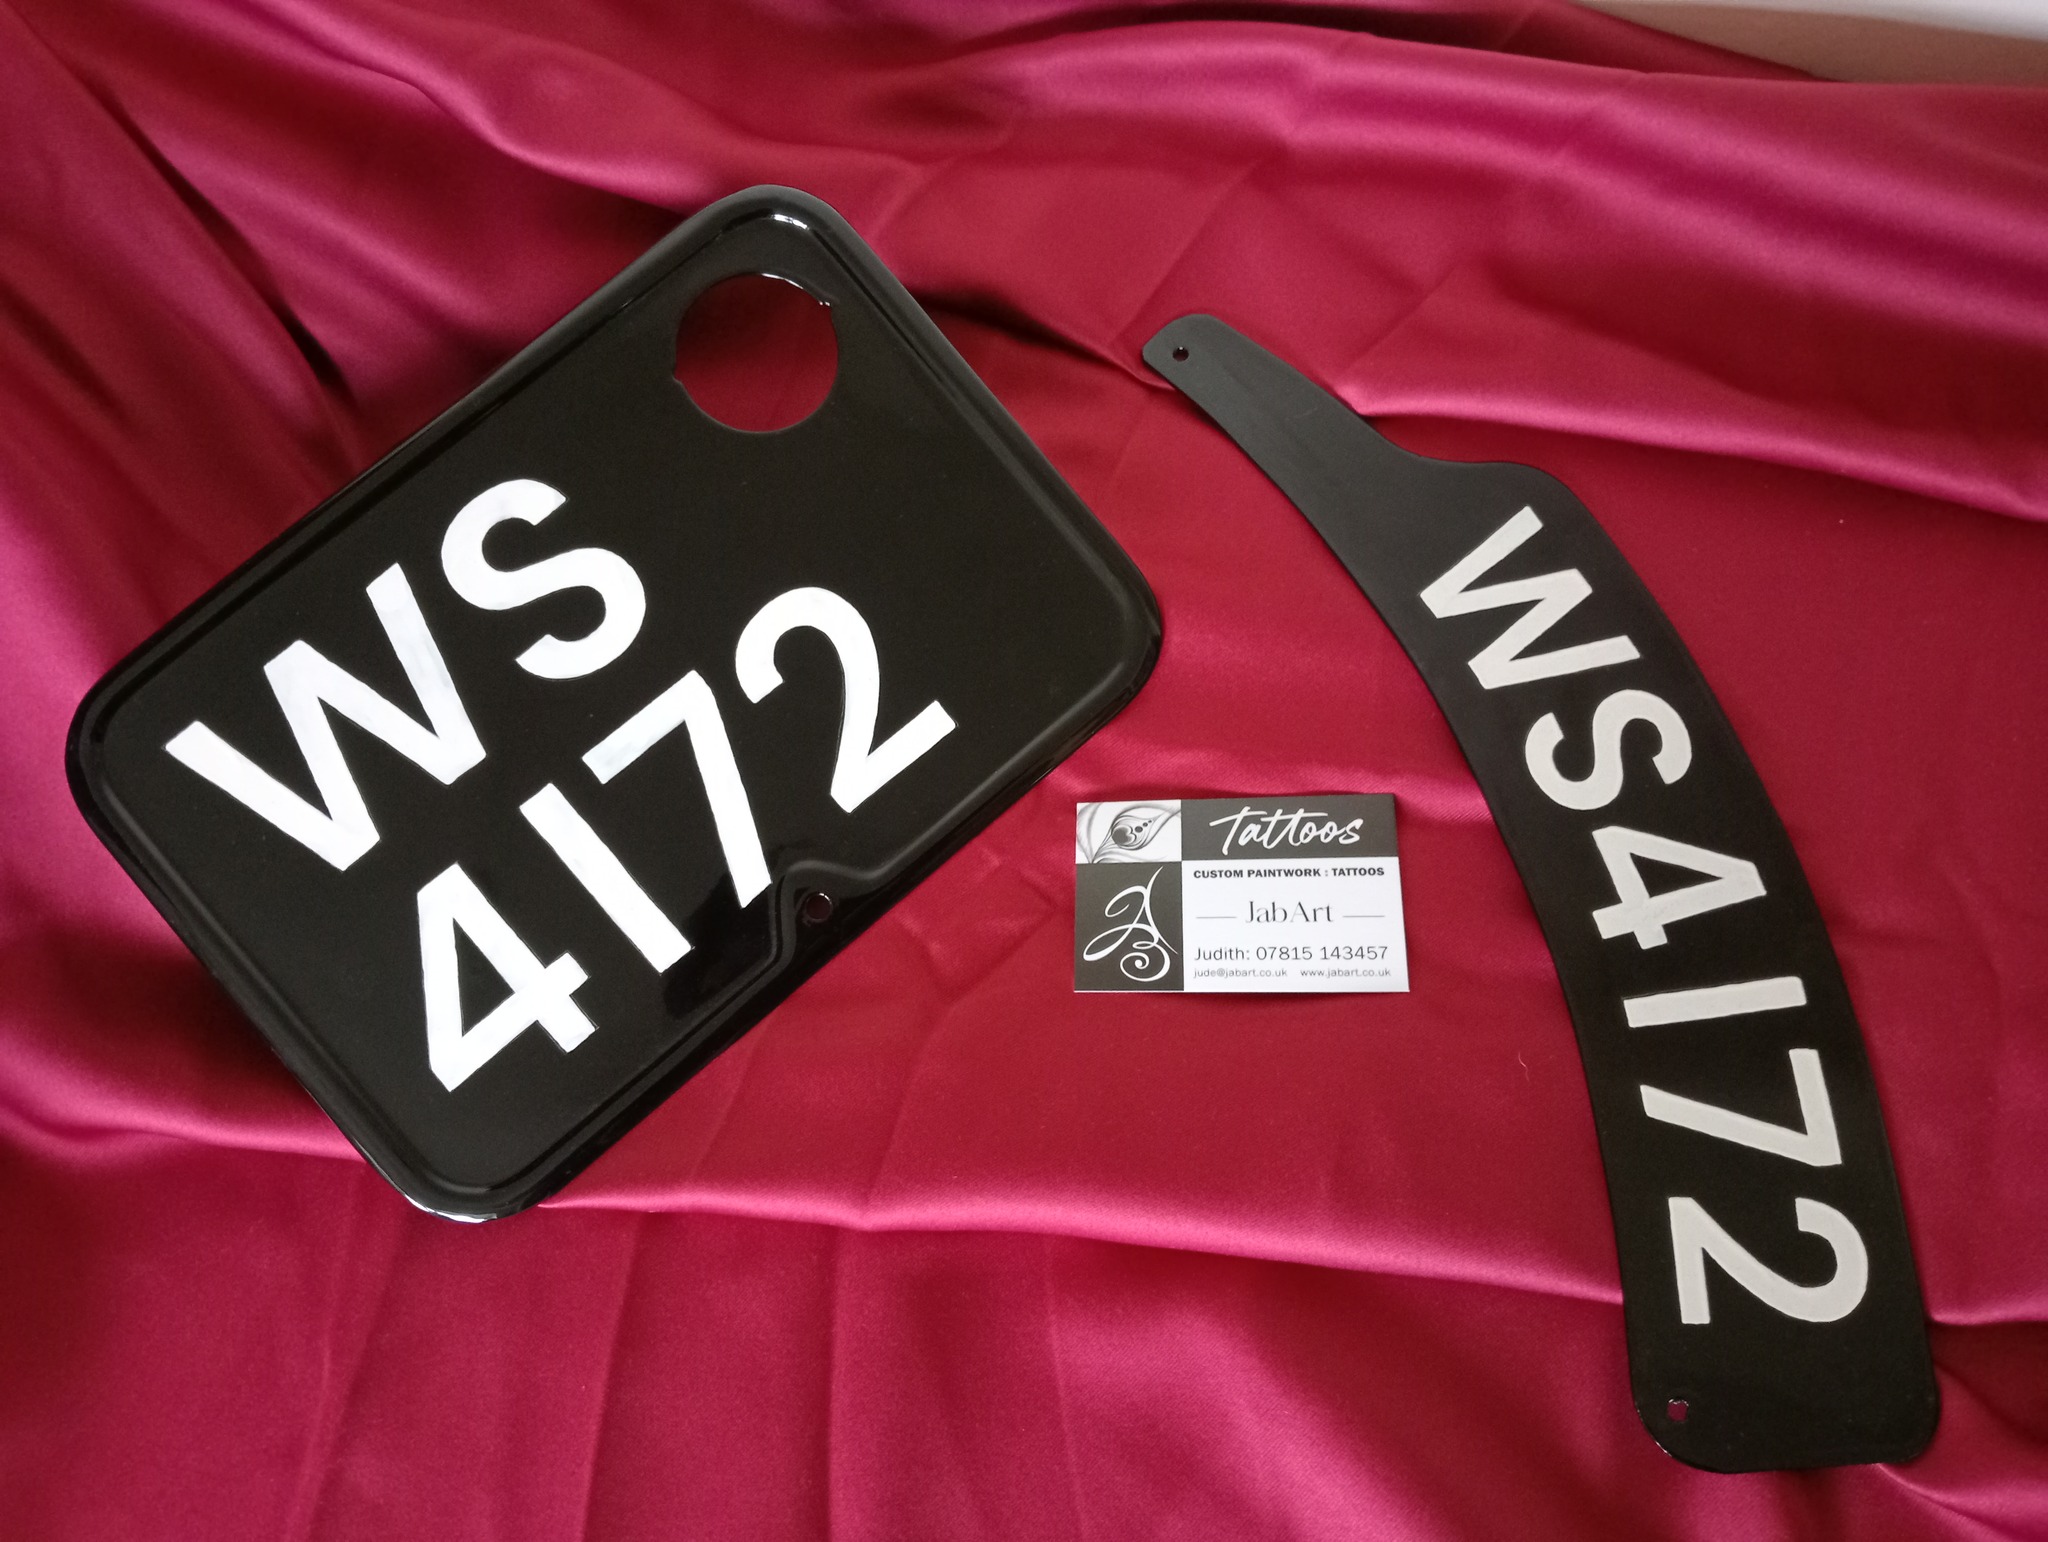 WS
4172
Tattoos
CUSTOM PAINTWORK : TATTOOS
JabArt
Judith: 07815 143457
jude@jabart.co.uk www.jabart.co.uk
WS4172